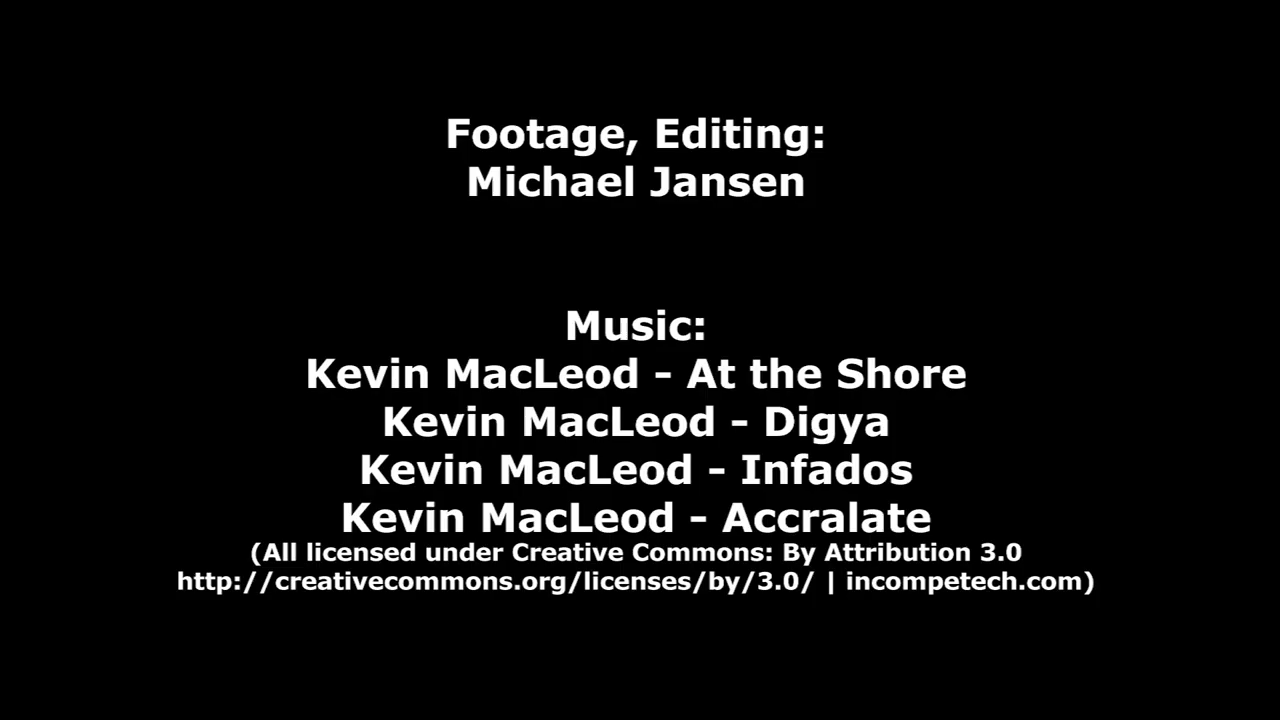 Footage, Editing:
Michael Jansen
Music:
Kevin MacLeod - At the Shore
Kevin MacLeod - Digya
Kevin MacLeod - Infados
Kevin MacLeod - Accralate
(All licensed under Creative Commons: By Attribution 3.0
http://creativecommons.org/licenses/by/3.0/ | incompetech.com)